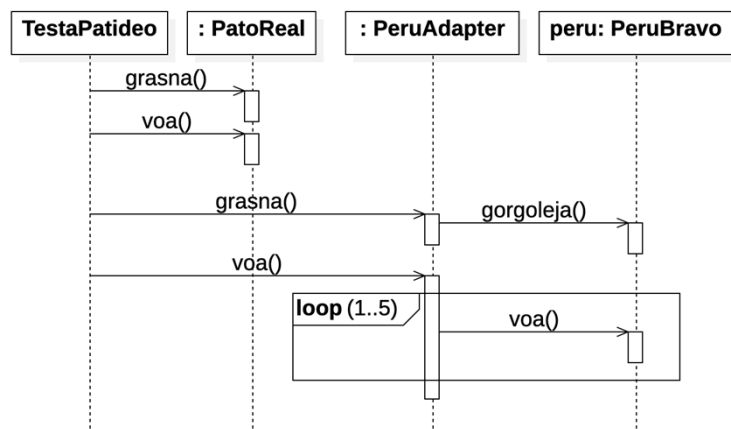 TestaPatideo
: PatoReal
: PeruAdapter
peru: PeruBravo
grasna()
voa()
grasna()
gorgoleja()
voa()
loop (1..5)
voa()